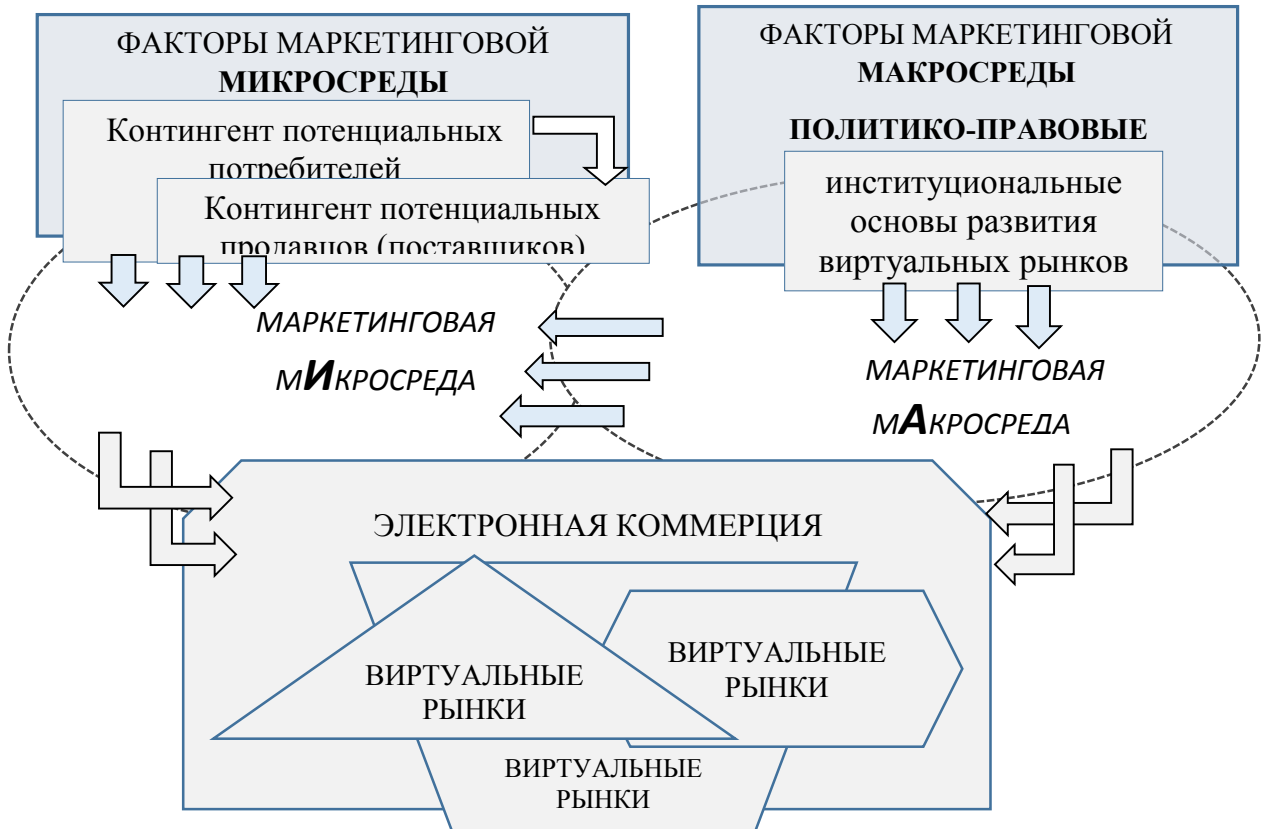 ФАКТОРЫ МАРКЕТИНГОВОЙ
МИКРОСРЕДЫ
Контингент потенциальных
потребителей
Контингент потенциальных
продавцов (поставщиков)
ФАКТОРЫ МАРКЕТИНГОВОЙ
МАКРОСРЕДЫ
ПОЛИТИКО-ПРАВОВЫЕ
институциональные
основы развития
виртуальных рынков
МАРКЕТИНГОВАЯ
МИКРОСРЕДА
МАРКЕТИНГОВАЯ
МАКРОСРЕДА
ЭЛЕКТРОННАЯ КОММЕРЦИЯ
ВИРТУАЛЬНЫЕ
РЫНКИ
ВИРТУАЛЬНЫЕ
РЫНКИ
ВИРТУАЛЬНЫЕ
РЫНКИ